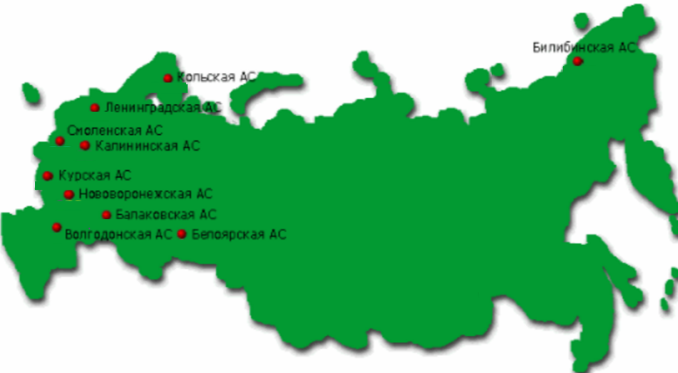 Билибинская АС
Кольская АС
Ленинградская АС
Смоленская АС
Калининская АС
Курская АС
Нововоронежская АС
Балаковская АС
Волгодонская АС
Белоярская АС